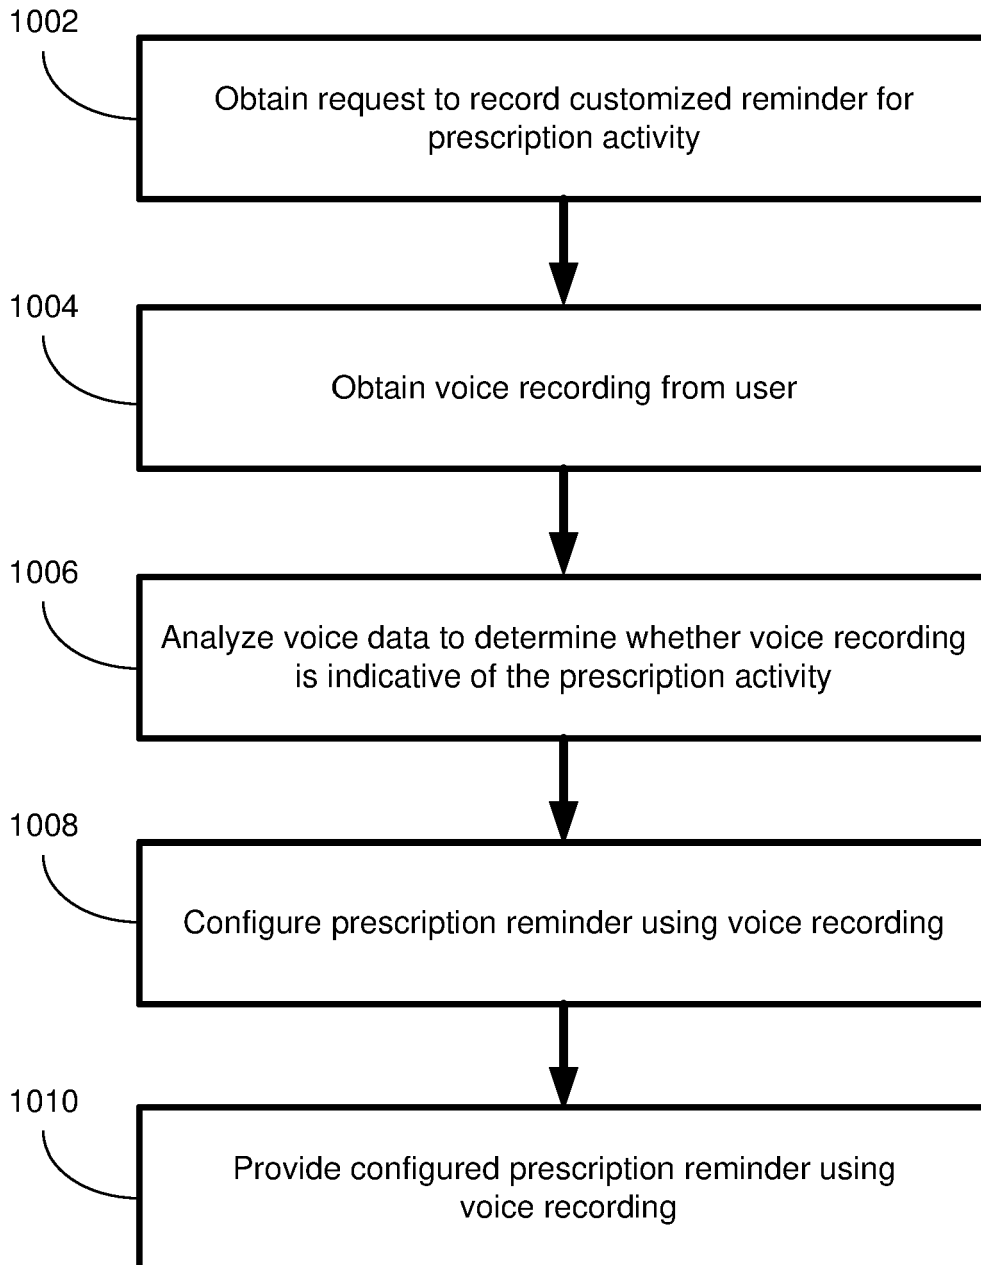 1002
Obtain request to record customized reminder for
prescription activity
1004
Obtain voice recording from user
1006
Analyze voice data to determine whether voice recording
is indicative of the prescription activity
1008
Configure prescription reminder using voice recording
1010
Provide configured prescription reminder using
voice recording